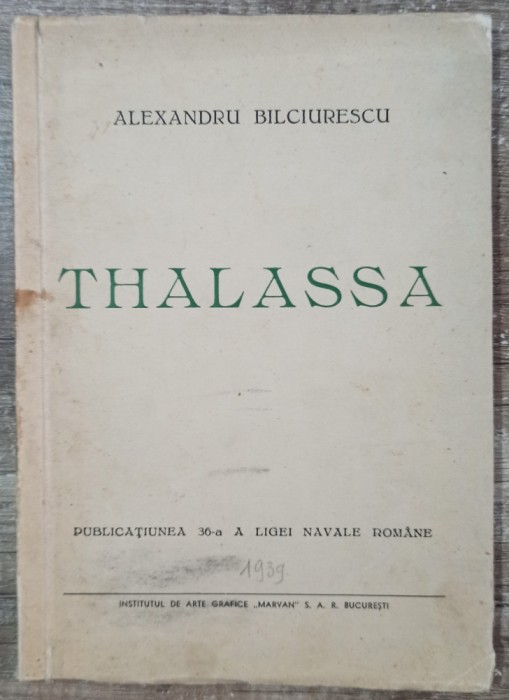 ALEXANDRU BILCIURESCU
THALASSA
PUBLICAȚIUNEA 36-a A LIGEI NAVALE ROMÂNE
1939
INSTITUTUL DE ARTE GRAFICE „MARVAN" S. A. R. BUCUREȘTI